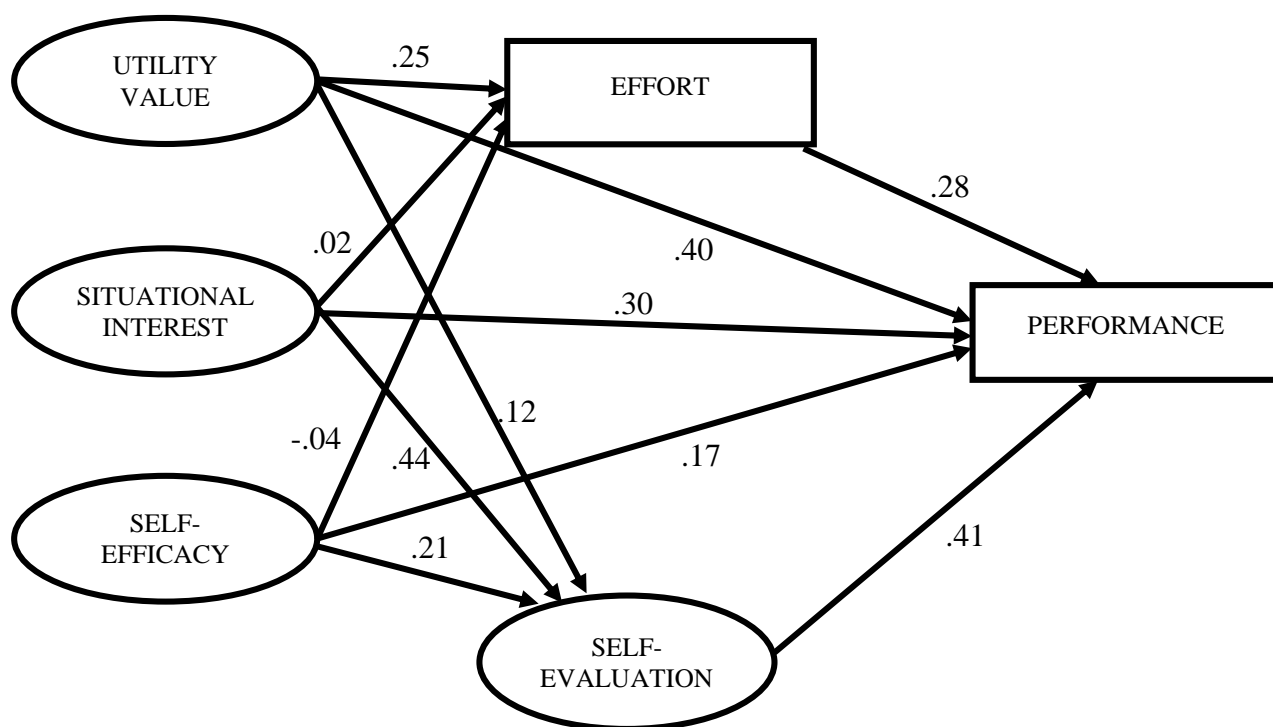 UTILITY
VALUE
.25
EFFORT
.28
.02
.40
SITUATIONAL
INTEREST
.30
PERFORMANCE
-.04
.44
.12
.17
SELF-
EFFICACY
.21
.41
SELF-
EVALUATION